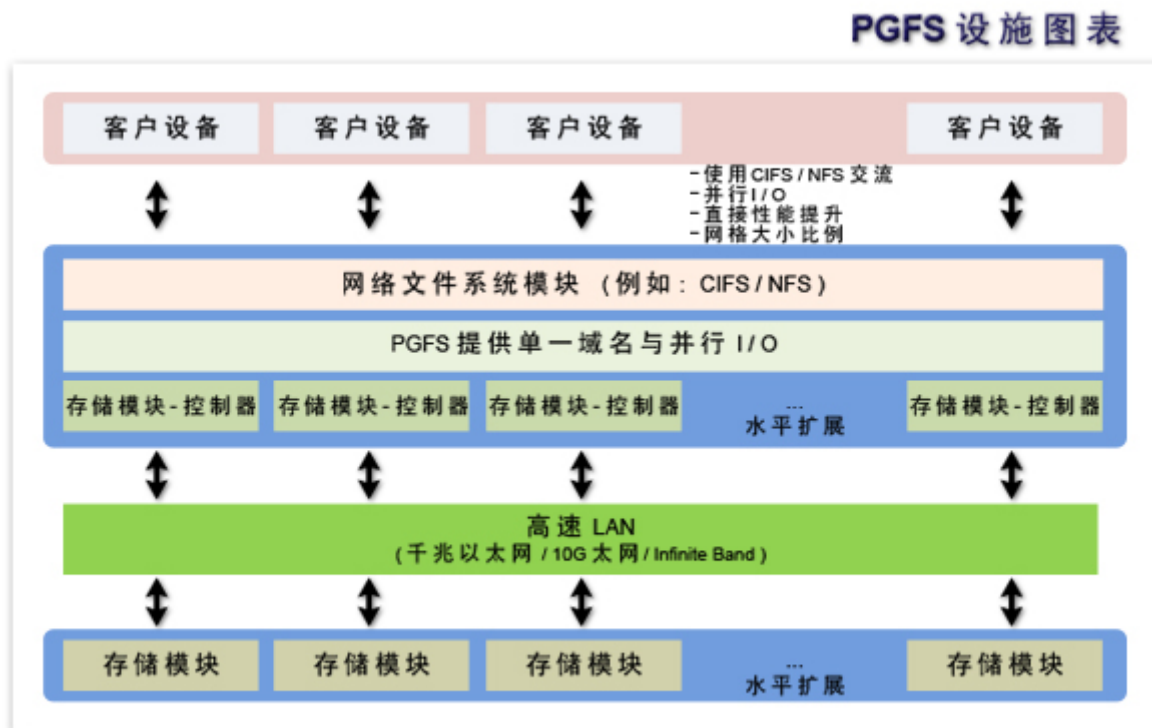 PGFS 设施图表
客户设备 客户设备 客户设备 客户设备
-使用CIFS / NFS 交流
-并行I / O
-直接性能提升
-网格大小比例
网络文件系统模块 (例如: CIFS / NFS)
PGFS 提供单一域名与并行 I / O
存储模块-控制器 存储模块-控制器 存储模块-控制器 ... 存储模块-控制器
水平扩展
高速 LAN
(千兆以太网 / 10G 太网 / Infinite Band)
存储模块 存储模块 存储模块 ... 存储模块
水平扩展